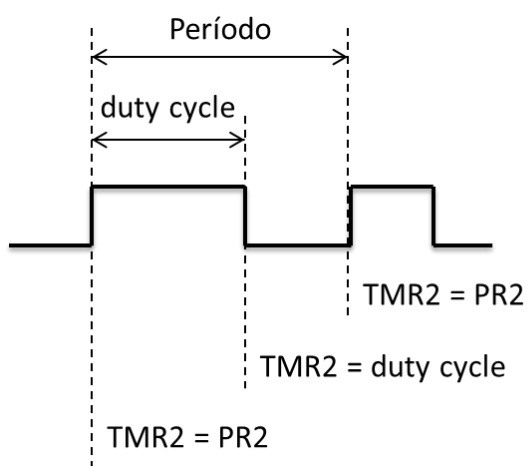 Período
duty cycle
TMR2 = PR2
TMR2 = duty cycle
TMR2 = PR2